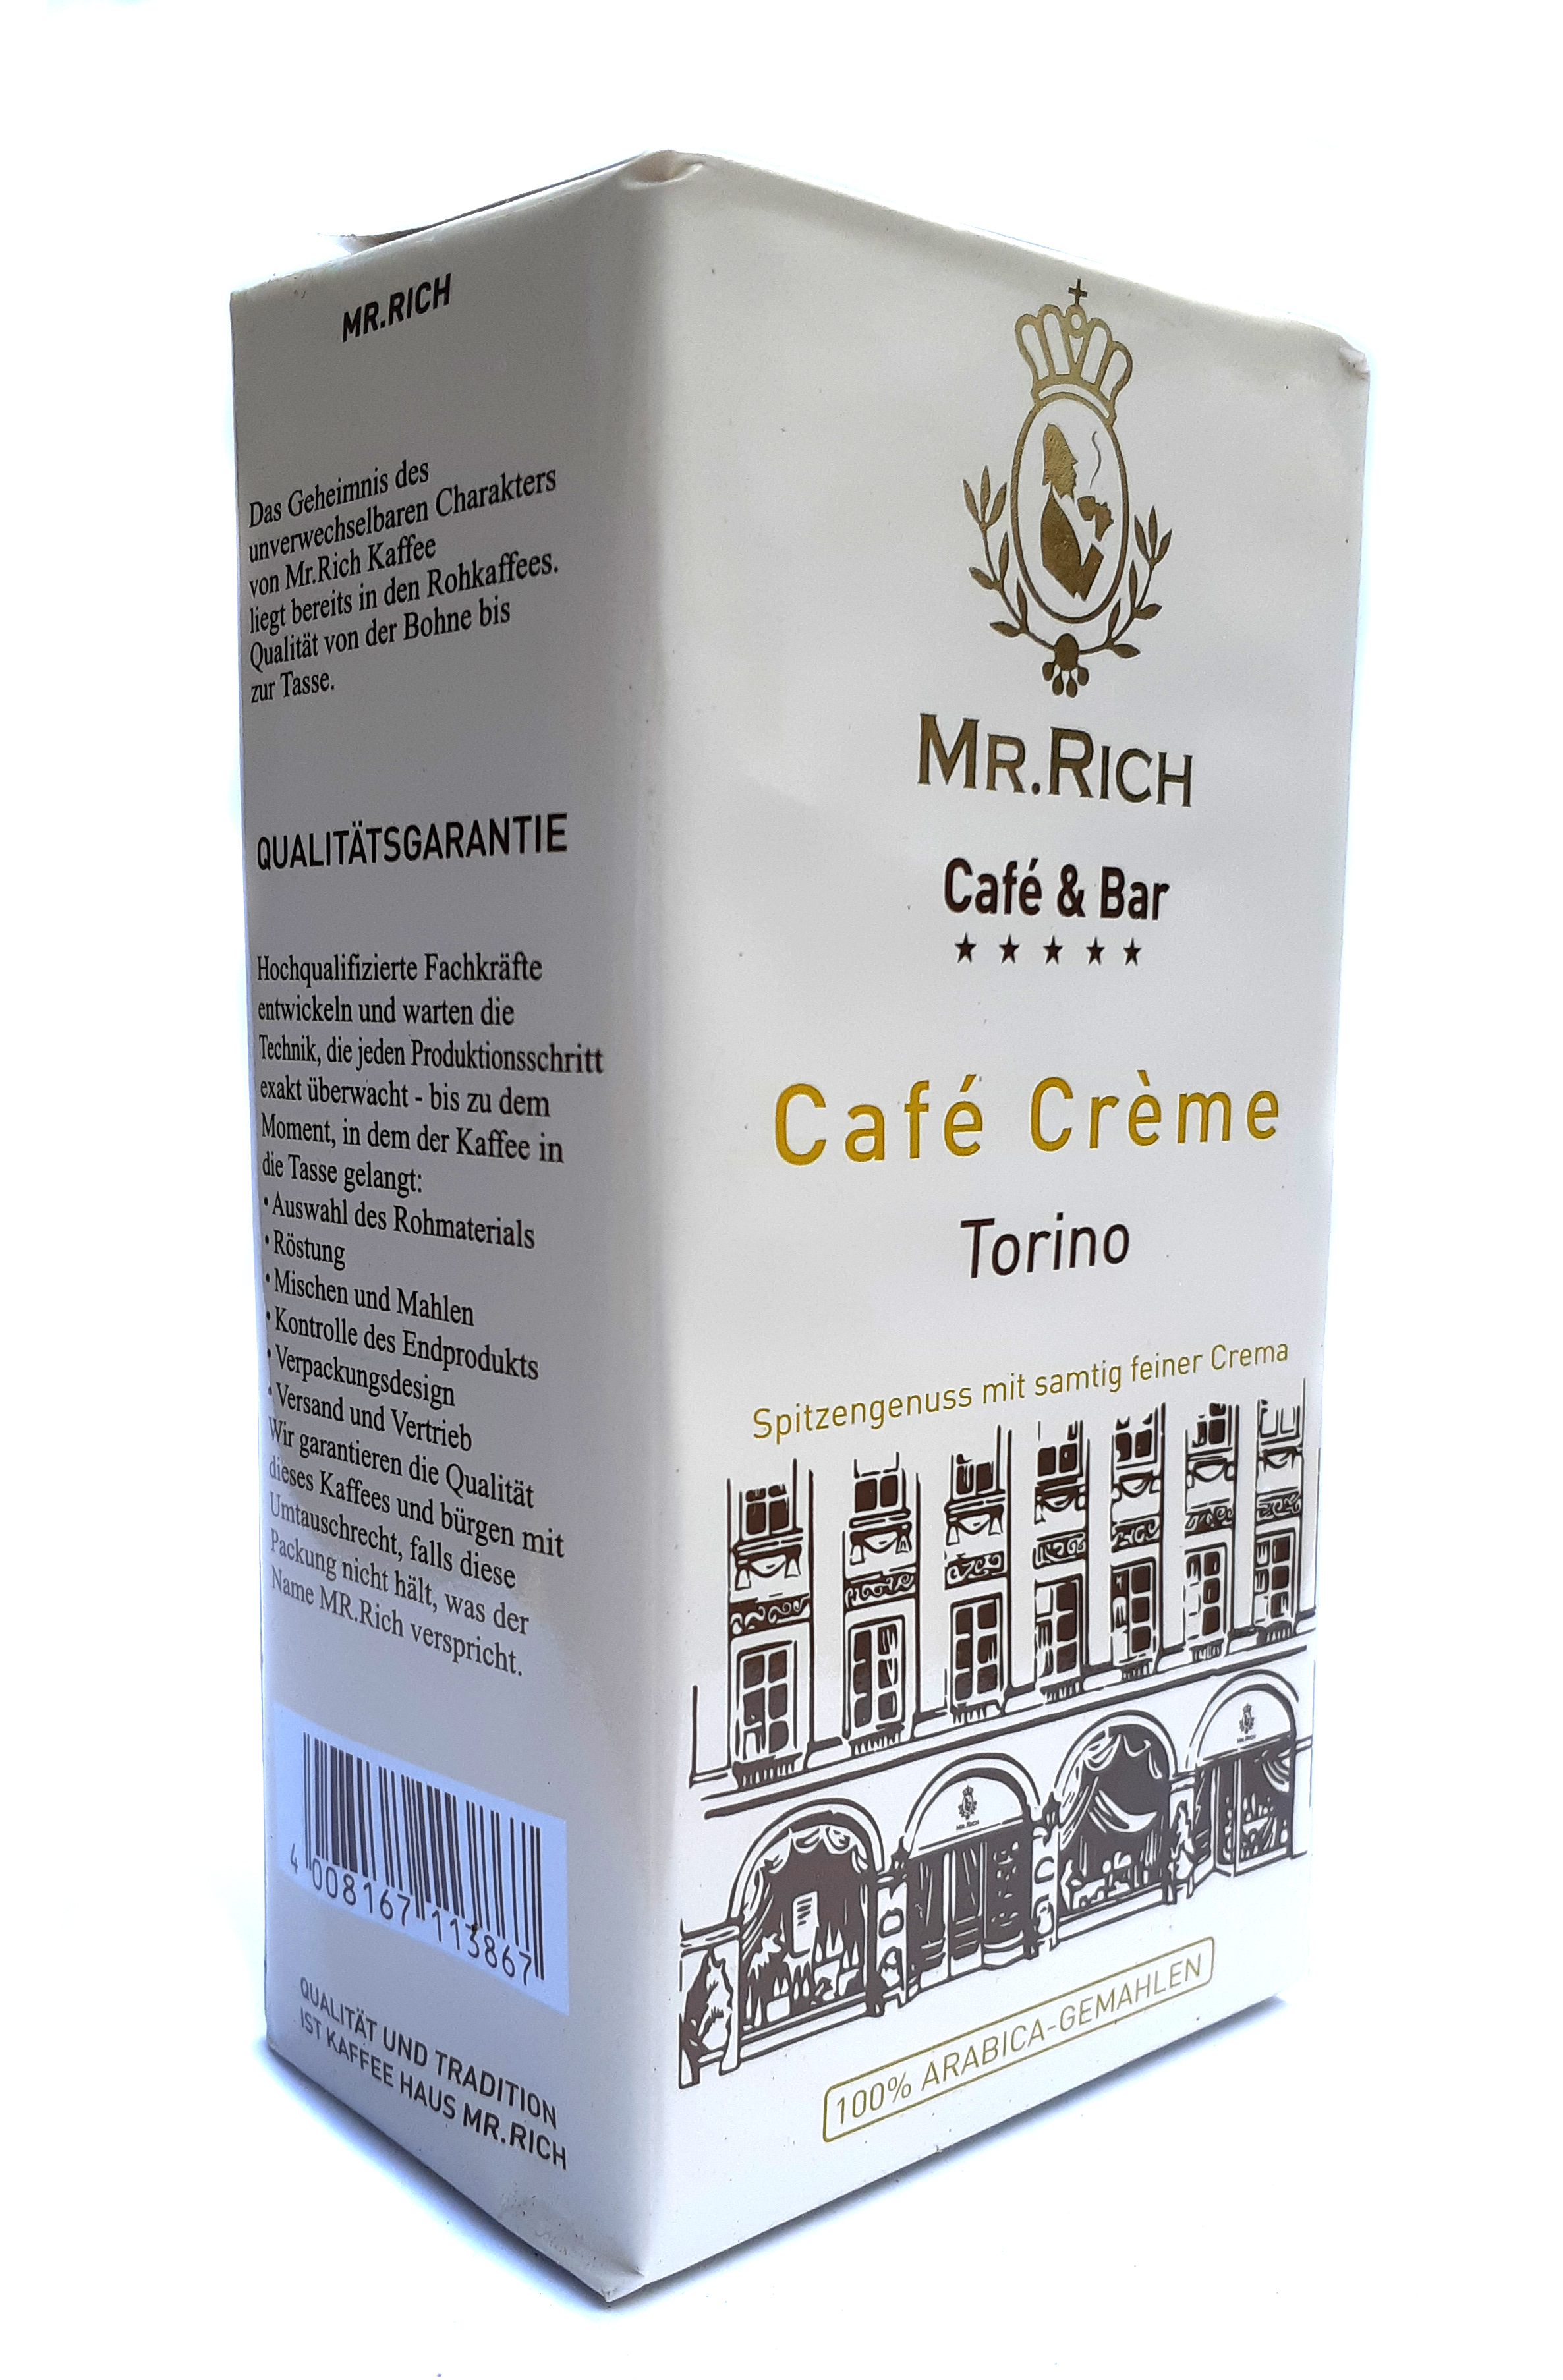 MR.RICH
Das Geheimnis des
unverwechselbaren Charakters
von Mr.Rich Kaffee
liegt bereits in den Rohkaffees.
Qualität von der Bohne bis
zur Tasse.
QUALITÄTSGARANTIE
Hochqualifizierte Fachkräfte
entwickeln und warten die
Technik, die jeden Produktionsschritt
exakt überwacht - bis zu dem
Moment, in dem der Kaffee in
die Tasse gelangt:
• Auswahl des Rohmaterials
• Röstung
• Mischen und Mahlen
• Kontrolle des Endprodukts
• Verpackungsdesign
• Versand und Vertrieb
Wir garantieren die Qualität
dieses Kaffees und bürgen mit
Umtauschrecht, falls diese
Packung nicht hält, was der
Name MR.Rich verspricht.
4 008167 113867
QUALITÄT UND TRADITION
IST KAFFEE HAUS MR.RICH
MR.RICH
Café & Bar
★ ★ ★ ★ ★
Café Crème
Torino
Spitzengenuss mit samtig feiner Crema
MR.RICH
MR.RICH
100% ARABICA-GEMAHLEN